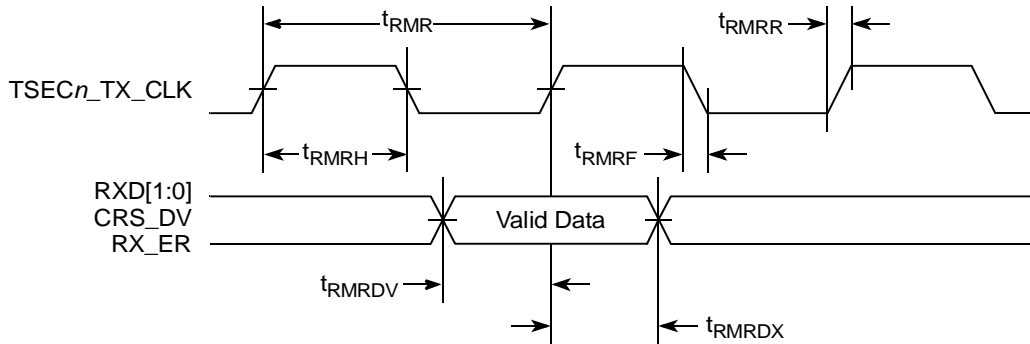 tRMR
tRMRR
TSECn_TX_CLK
tRMRH
tRMRF
RXD[1:0]
CRS_DV
RX_ER
Valid Data
tRMRDV
tRMRDX